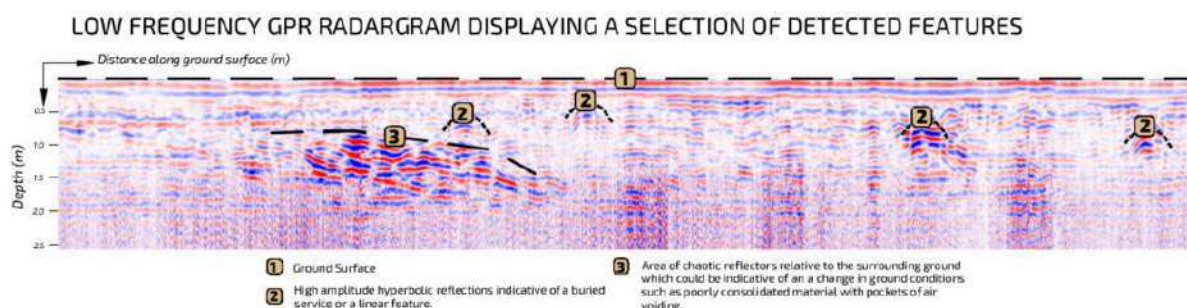 LOW FREQUENCY GPR RADARGRAM DISPLAYING A SELECTION OF DETECTED FEATURES
Distance along ground surface (m)
1
0.5
2
2
2
2
3
1.0
1.5
2.0
2.5
Depth (m)
1 Ground Surface
2 High amplitude hyperbolic reflections indicative of a buried
service or a linear feature.
3 Area of chaotic reflectors relative to the surrounding ground
which could be indicative of an a change in ground conditions
such as poorly consolidated material with pockets of air
voiding.